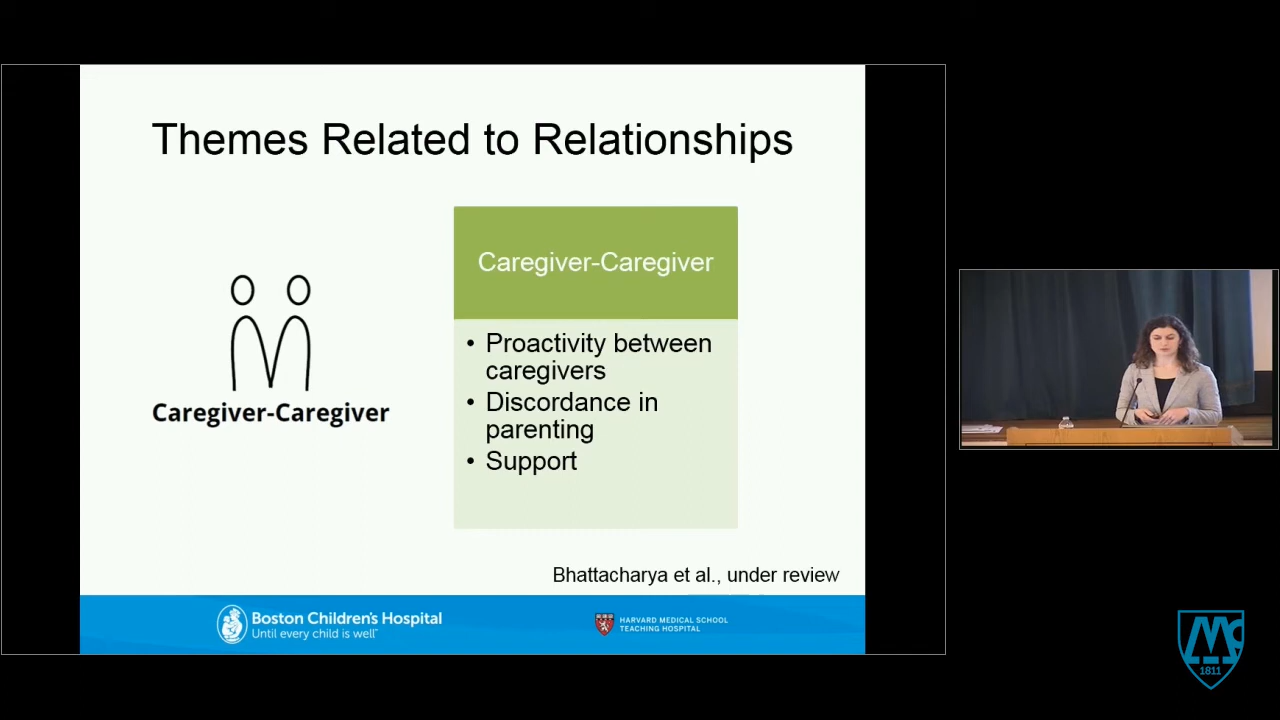 Themes Related to Relationships
Caregiver-Caregiver
Caregiver-Caregiver
• Proactivity between
caregivers
• Discordance in
parenting
• Support
Bhattacharya et al., under review
Boston Children's Hospital
Until every child is well™
HARVARD MEDICAL SCHOOL
TEACHING HOSPITAL
1811